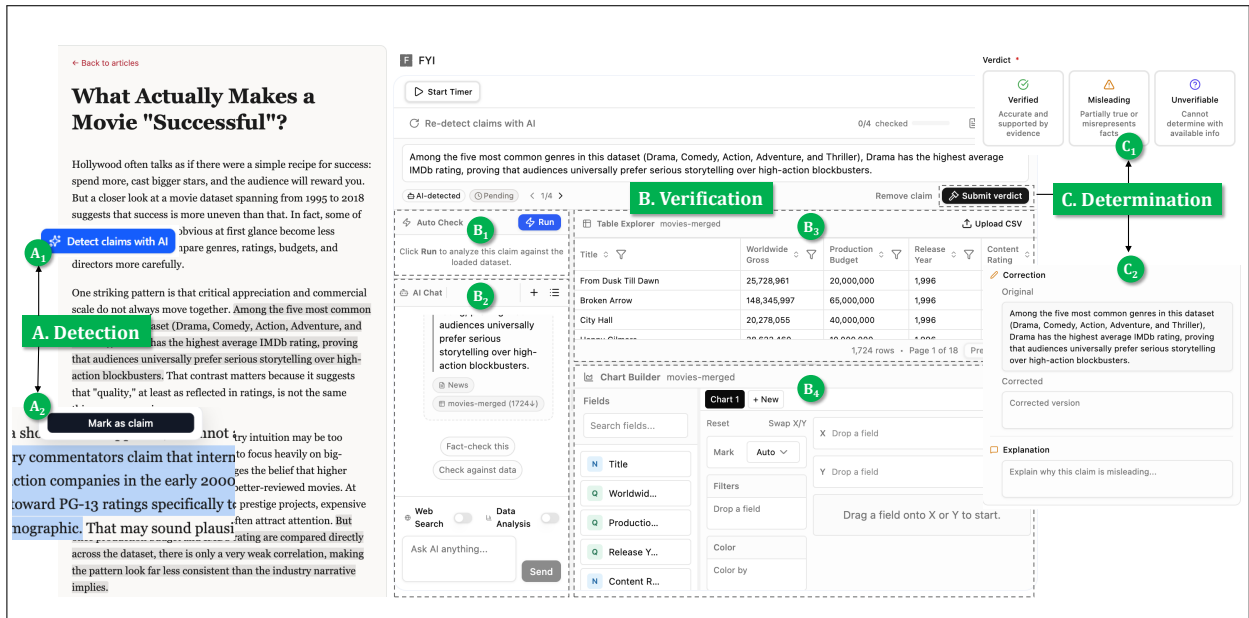 ← Back to articles
What Actually Makes a
Movie "Successful"?
Hollywood often talks as if there were a simple recipe for success:
spend more, cast bigger stars, and the audience will reward you.
But a closer look at a movie dataset spanning from 1995 to 2018
suggests that success is more uneven than that. In fact, some of
obvious at first glance become less
Detect claims with AI
pare genres, ratings, budgets, and
directors more carefully.
A1
One striking pattern is that critical appreciation and commercial
scale do not always move together. Among the five most common
aset (Drama, Comedy, Action, Adventure, and
A. Detection
has the highest average IMDb rating, proving
that audiences universally prefer serious storytelling over high-
action blockbusters. That contrast matters because it suggests
that "quality," at least as reflected in ratings, is not the same
A2
Mark as claim
try intuition may be too
ry commentators claim that intern
to focus heavily on big-
ges the belief that higher
action companies in the early 2000
better-reviewed movies. At
toward PG-13 ratings specifically to
prestige projects, expensive
often attract attention. But
mographic. That may sound plausi
rating are compared directly
across the dataset, there is only a very weak correlation, making
the pattern look far less consistent than the industry narrative
implies.
F FYI
Start Timer
Re-detect claims with AI
0/4 checked
Among the five most common genres in this dataset (Drama, Comedy, Action, Adventure, and Thriller), Drama has the highest average
IMDb rating, proving that audiences universally prefer serious storytelling over high-action blockbusters.
AI-detected Pending < 1/4 >
B. Verification
Remove claim
Submit verdict
Auto Check
B1
Run
Click Run to analyze this claim against the
loaded dataset.
AI Chat
B2
audiences universally
prefer serious
storytelling over high-
action blockbusters.
News
movies-merged (1724↓)
Fact-check this
Check against data
Web
Search
Data
Analysis
Ask AI anything...
Send
Table Explorer movies-merged
B3
Upload CSV
Title
Worldwide
Gross
Production
Budget
Release
Year
Content
Rating
From Dusk Till Dawn 25,728,961 20,000,000 1,996
Broken Arrow 148,345,997 65,000,000 1,996
City Hall 20,278,055 40,000,000 1,996
1,724 rows • Page 1 of 18 Pre
Chart Builder movies-merged
B4
Fields
Search fields...
N Title
Q Worldwid...
Q Productio...
Q Release Y...
N Content R...
Chart 1 + New
Reset Swap X/Y
Mark Auto
Filters
Drop a field
Color
Color by
X Drop a field
Y Drop a field
Drag a field onto X or Y to start.
Verdict *
Verified
Accurate and
supported by
evidence
Misleading
Partially true or
misrepresents
facts
Unverifiable
Cannot
determine with
available info
C1
C. Determination
C2
Correction
Original
Among the five most common genres in this dataset
(Drama, Comedy, Action, Adventure, and Thriller),
Drama has the highest average IMDb rating, proving
that audiences universally prefer serious storytelling
over high-action blockbusters.
Corrected
Corrected version
Explanation
Explain why this claim is misleading...